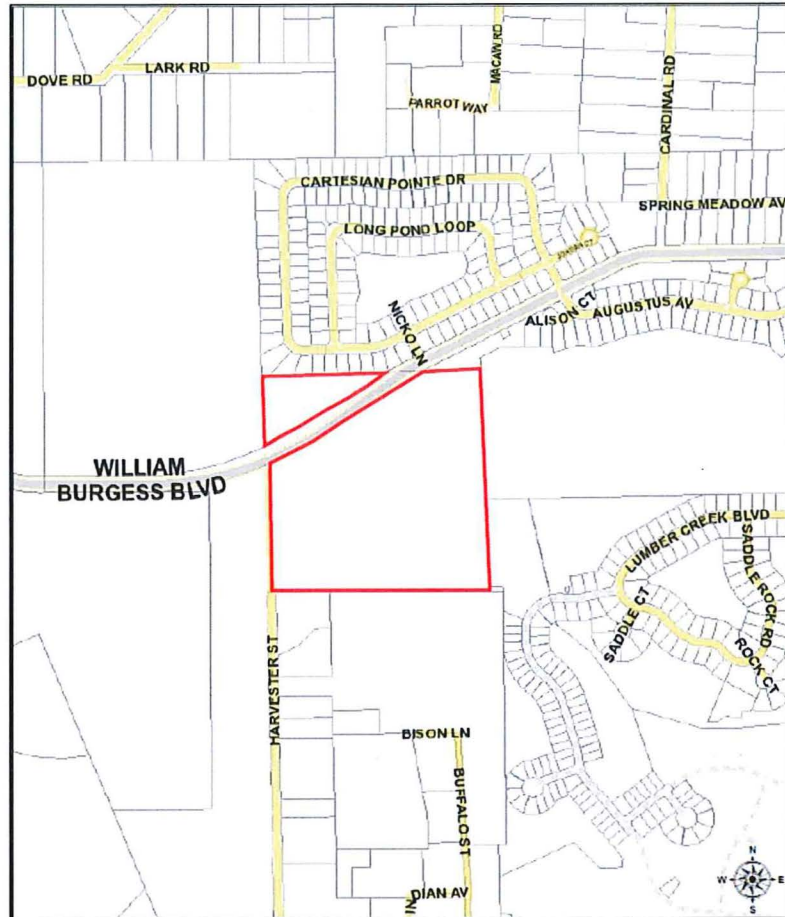 DOVE RD
LARK RD
MACAW RD
PARROT WAY
CARDINAL RD
CARTESIAN POINTE DR
LONG POND LOOP
SPRING MEADOW AV
NICKO LN
ALISON CT
AUGUSTUS AV
WILLIAM
BURGESS BLVD
LUMBER CREEK BLVD
SADDLE ROCK RD
SADDLE CT
ROCK CT
HARVESTER ST
BISON LN
BUFFALO ST
DIAN AV
N
W
E
S